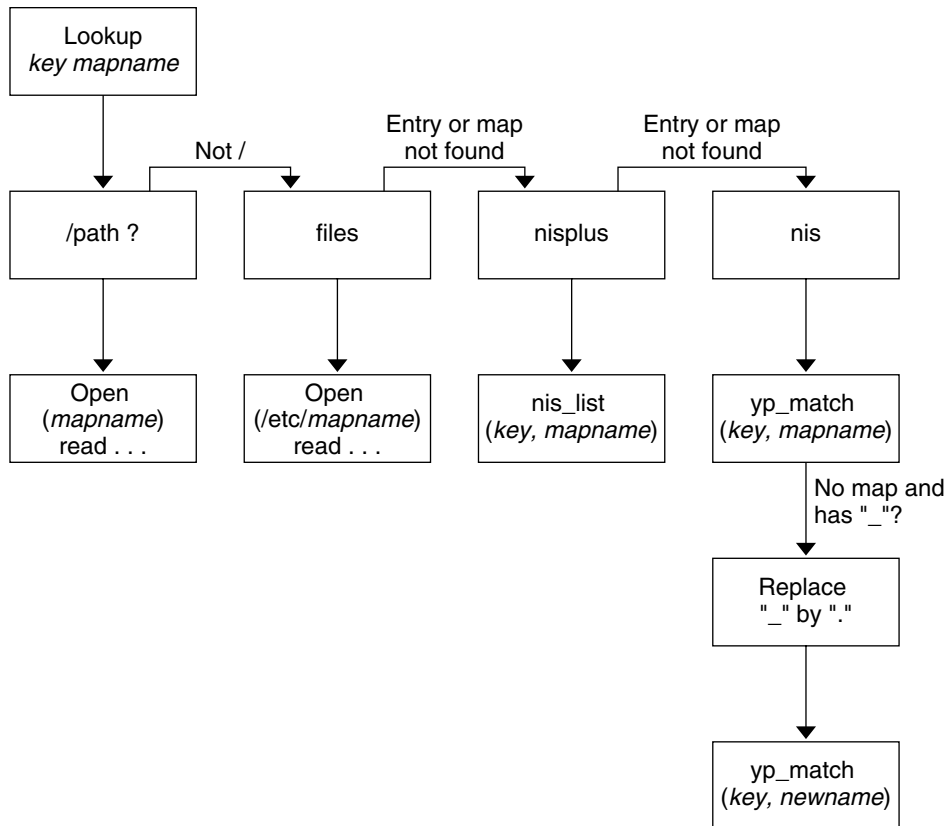 Lookup
key mapname
Not /
Entry or map
not found
Entry or map
not found
/path ?
files
nisplus
nis
Open
(mapname)
read . . .
Open
(/etc/mapname)
read . . .
nis_list
(key, mapname)
yp_match
(key, mapname)
No map and
has "_"?
Replace
"_" by "."
yp_match
(key, newname)